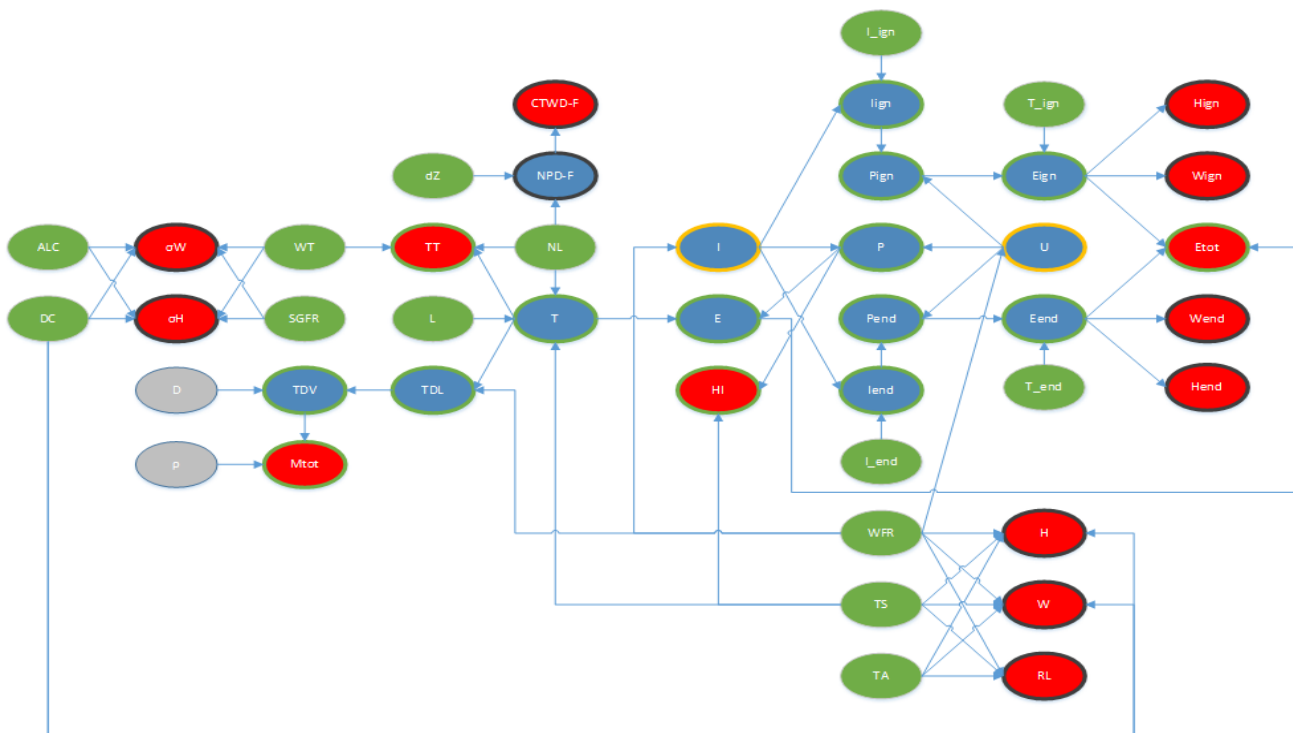 I_ign
CTWD-F
Iign
T_ign
Hign
dZ
NPD-F
Pign
Eign
Wign
ALC
σW
WT
TT
NL
I
P
U
Etot
DC
σH
SGFR
L
T
E
Pend
Eend
Wend
D
TDV
TDL
HI
Iend
T_end
Hend
ρ
Mtot
I_end
WFR
H
TS
W
TA
RL